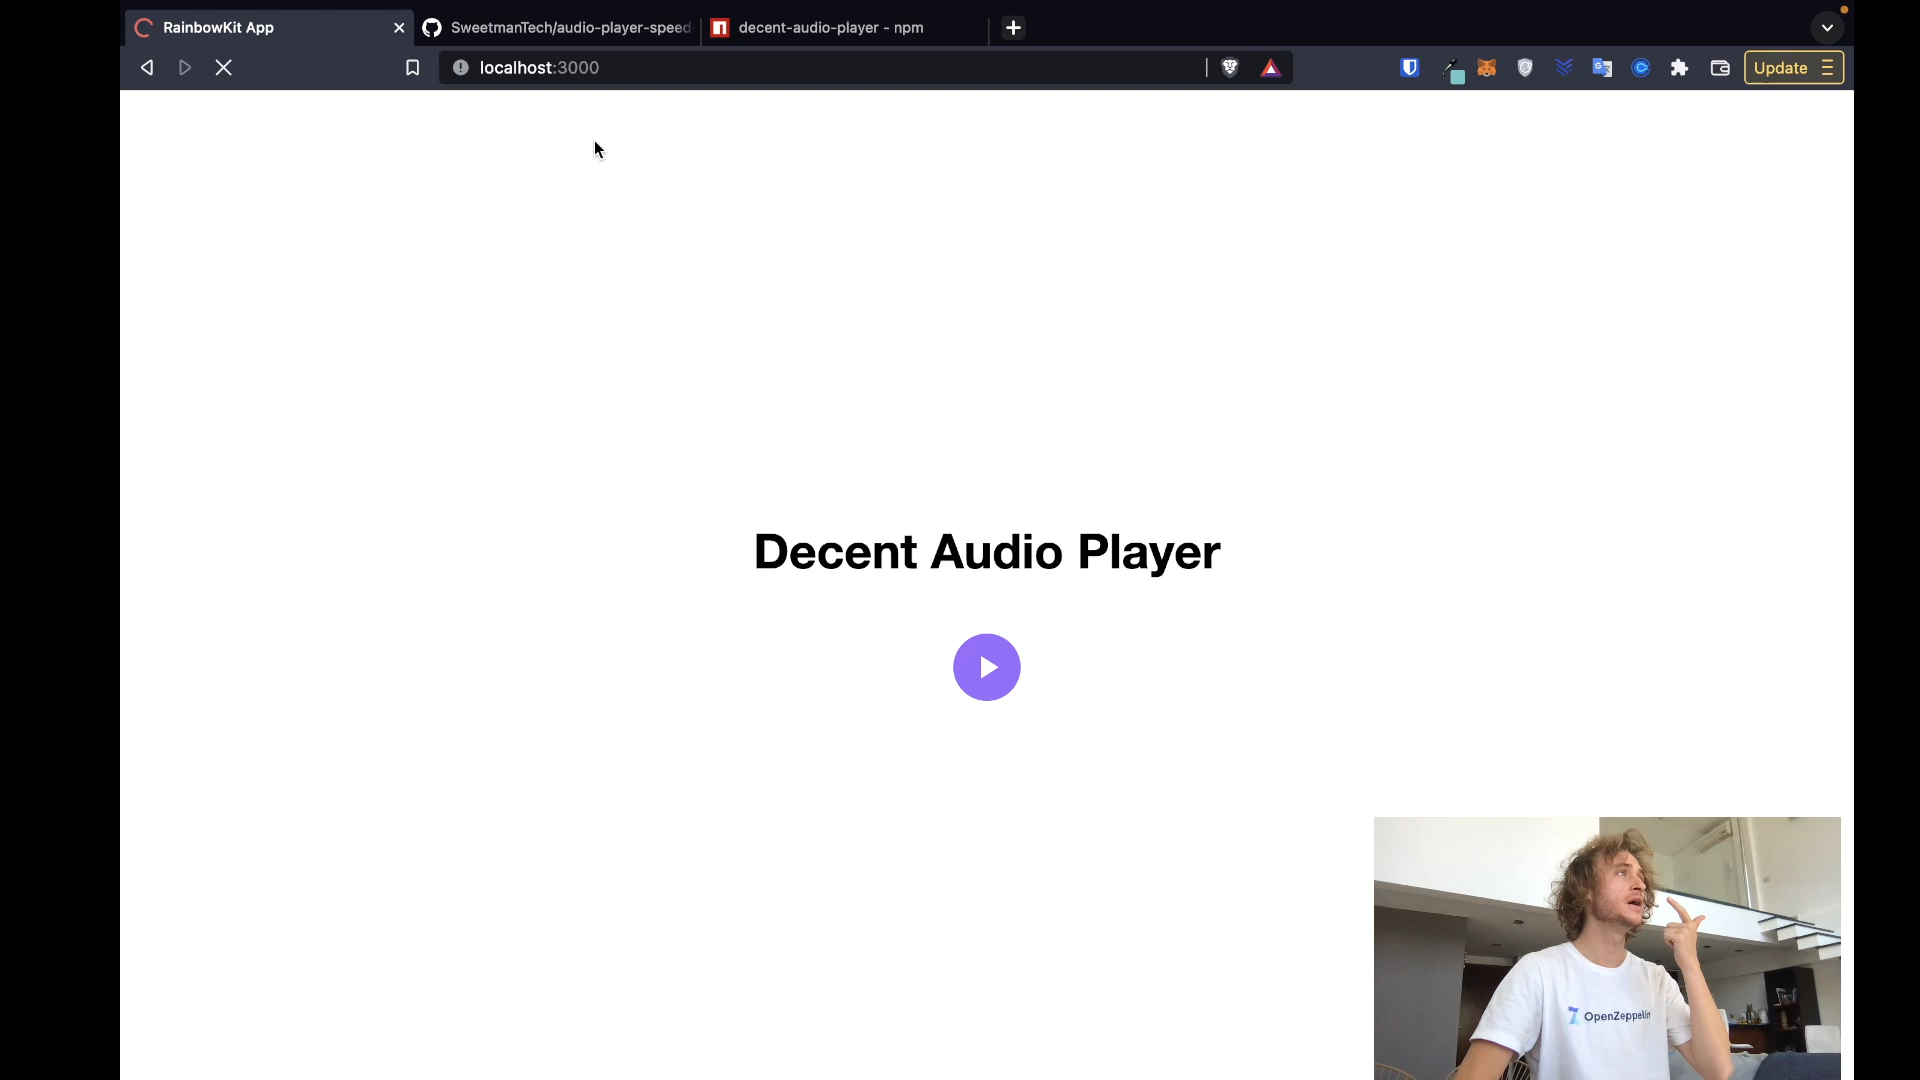 RainbowKit App
SweetmanTech/audio-player-speed
decent-audio-player - npm
localhost:3000
Update
Decent Audio Player
OpenZeppelin